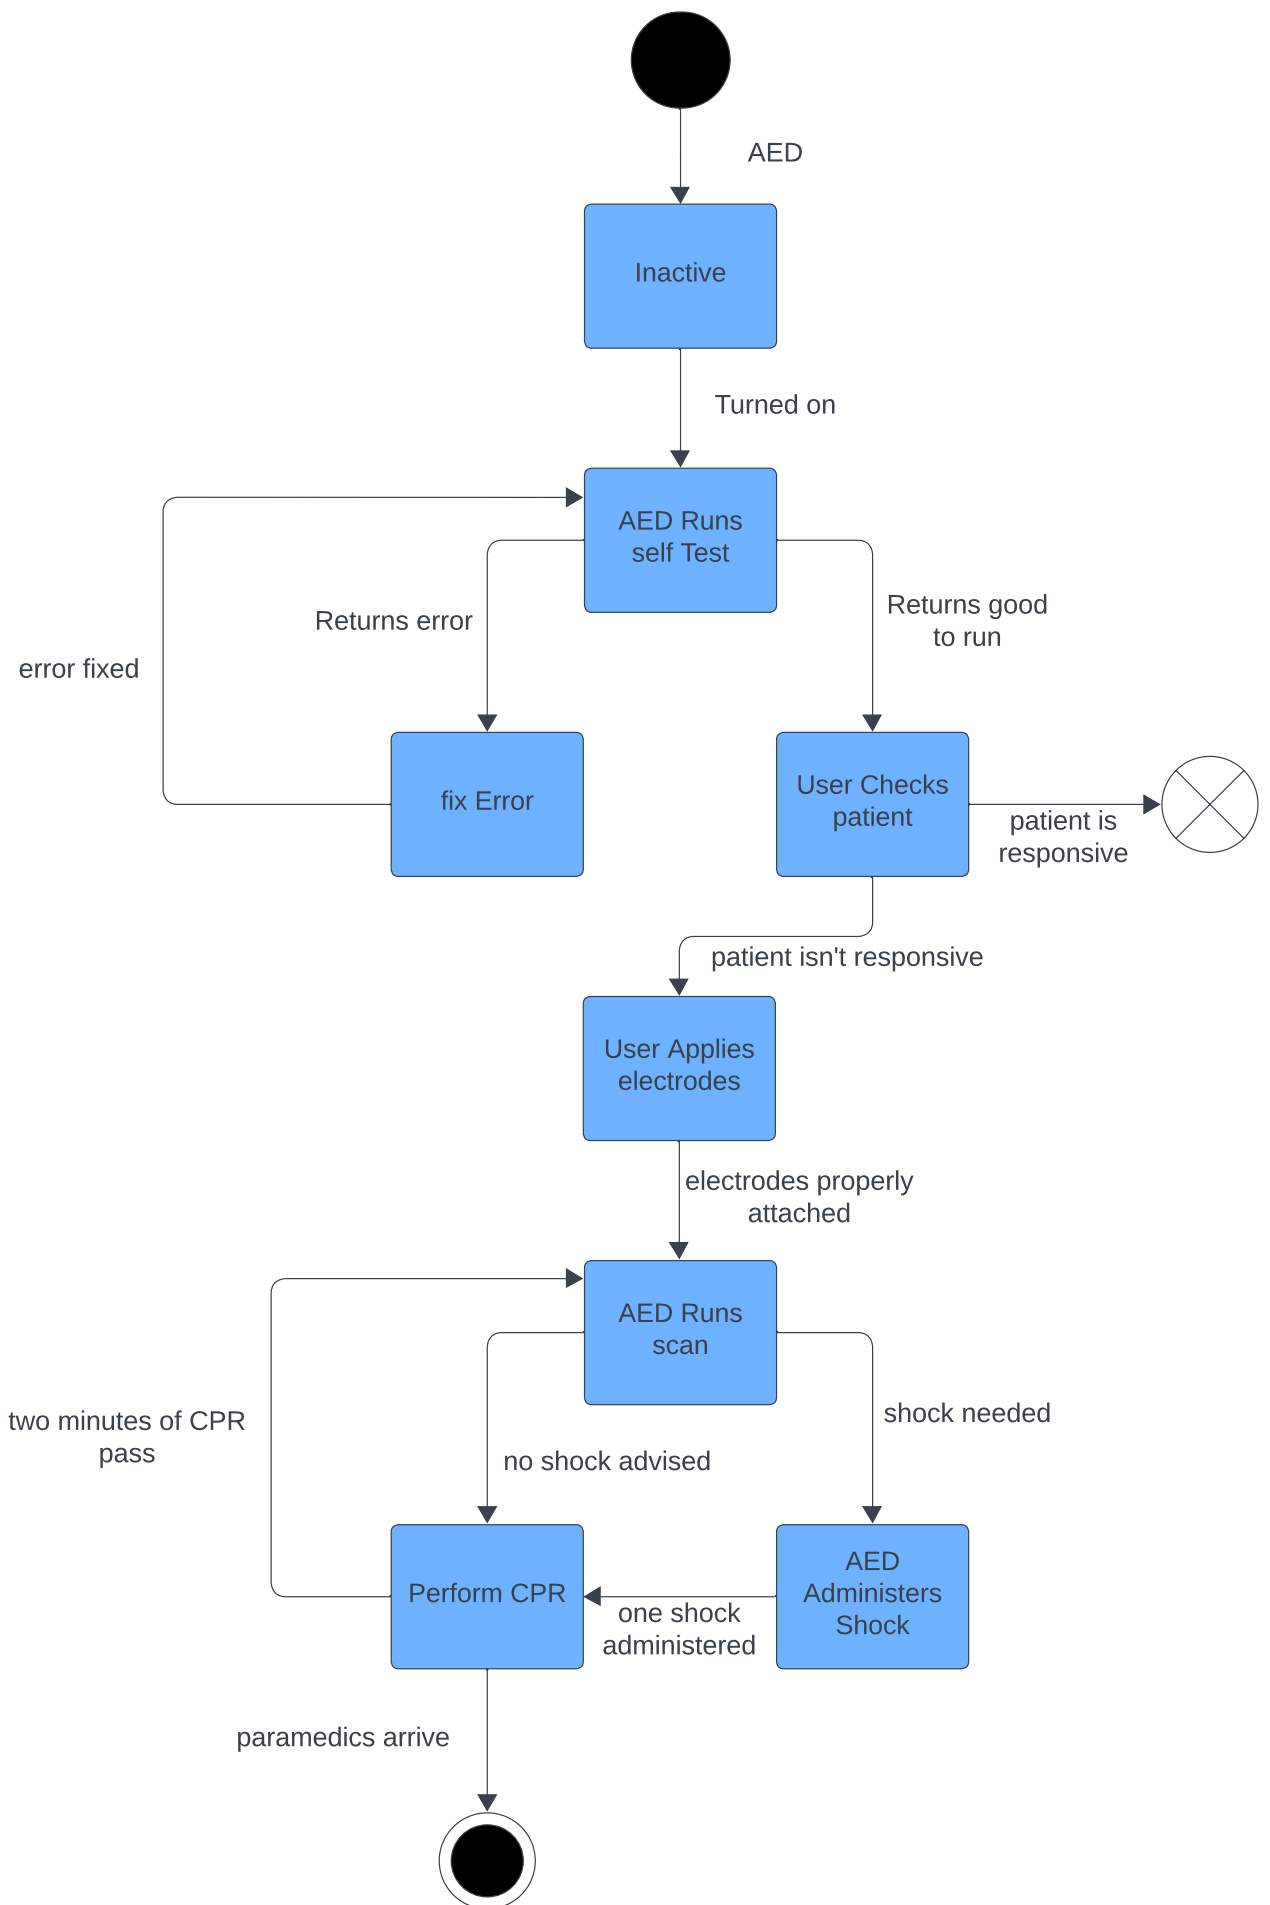 AED
Inactive
Turned on
AED Runs
self Test
Returns error
Returns good
to run
error fixed
fix Error
User Checks
patient
patient is
responsive
patient isn't responsive
User Applies
electrodes
electrodes properly
attached
AED Runs
scan
two minutes of CPR
pass
no shock advised
shock needed
Perform CPR
AED
Administers
Shock
one shock
administered
paramedics arrive